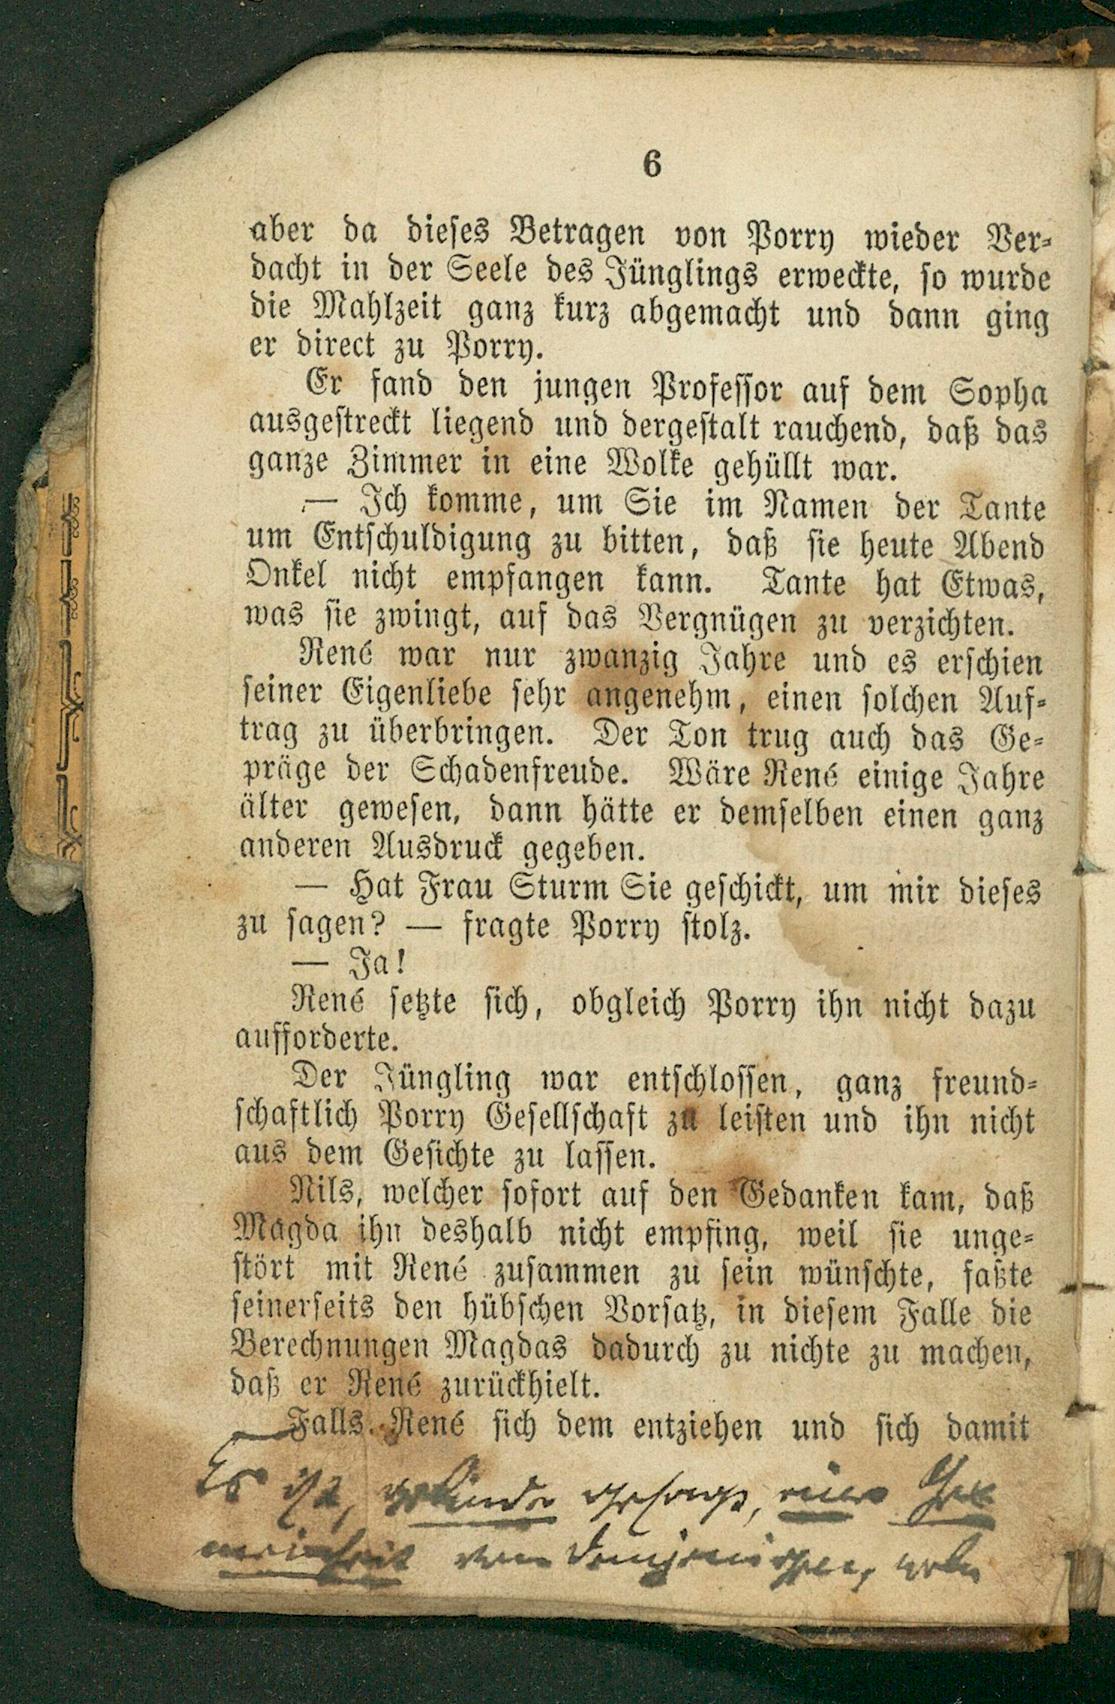 6
aber da dieses Betragen von Porry wieder Ver-
dacht in der Seele des Jünglings erweckte, so wurde
die Mahlzeit ganz kurz abgemacht und dann ging
er direct zu Porry.
Er fand den jungen Professor auf dem Sopha
ausgestreckt liegend und dergestalt rauchend, daß das
ganze Zimmer in eine Wolke gehüllt war.
— Ich komme, um Sie im Namen der Tante
um Entschuldigung zu bitten, daß sie heute Abend
Onkel nicht empfangen kann. Tante hat Etwas,
was sie zwingt, auf das Vergnügen zu verzichten.
René war nur zwanzig Jahre und es erschien
seiner Eigenliebe sehr angenehm, einen solchen Auf-
trag zu überbringen. Der Ton trug auch das Ge-
präge der Schadenfreude. Wäre René einige Jahre
älter gewesen, dann hätte er demselben einen ganz
anderen Ausdruck gegeben.
— Hat Frau Sturm Sie geschickt, um mir dieses
zu sagen? — fragte Porry stolz.
— Ja!
René setzte sich, obgleich Porry ihn nicht dazu
aufforderte.
Der Jüngling war entschlossen, ganz freund-
schaftlich Porry Gesellschaft zu leisten und ihn nicht
aus dem Gesichte zu lassen.
Nils, welcher sofort auf den Gedanken kam, daß
Magda ihn deshalb nicht empfing, weil sie unge-
stört mit René zusammen zu sein wünschte, faßte
seinerseits den hübschen Vorsatz, in diesem Falle die
Berechnungen Magdas dadurch zu nichte zu machen,
daß er René zurückhielt.
Falls René sich dem entziehen und sich damit
Es ist, gelinde gesagt, eine Ge
meinheit von demjenigen, wel